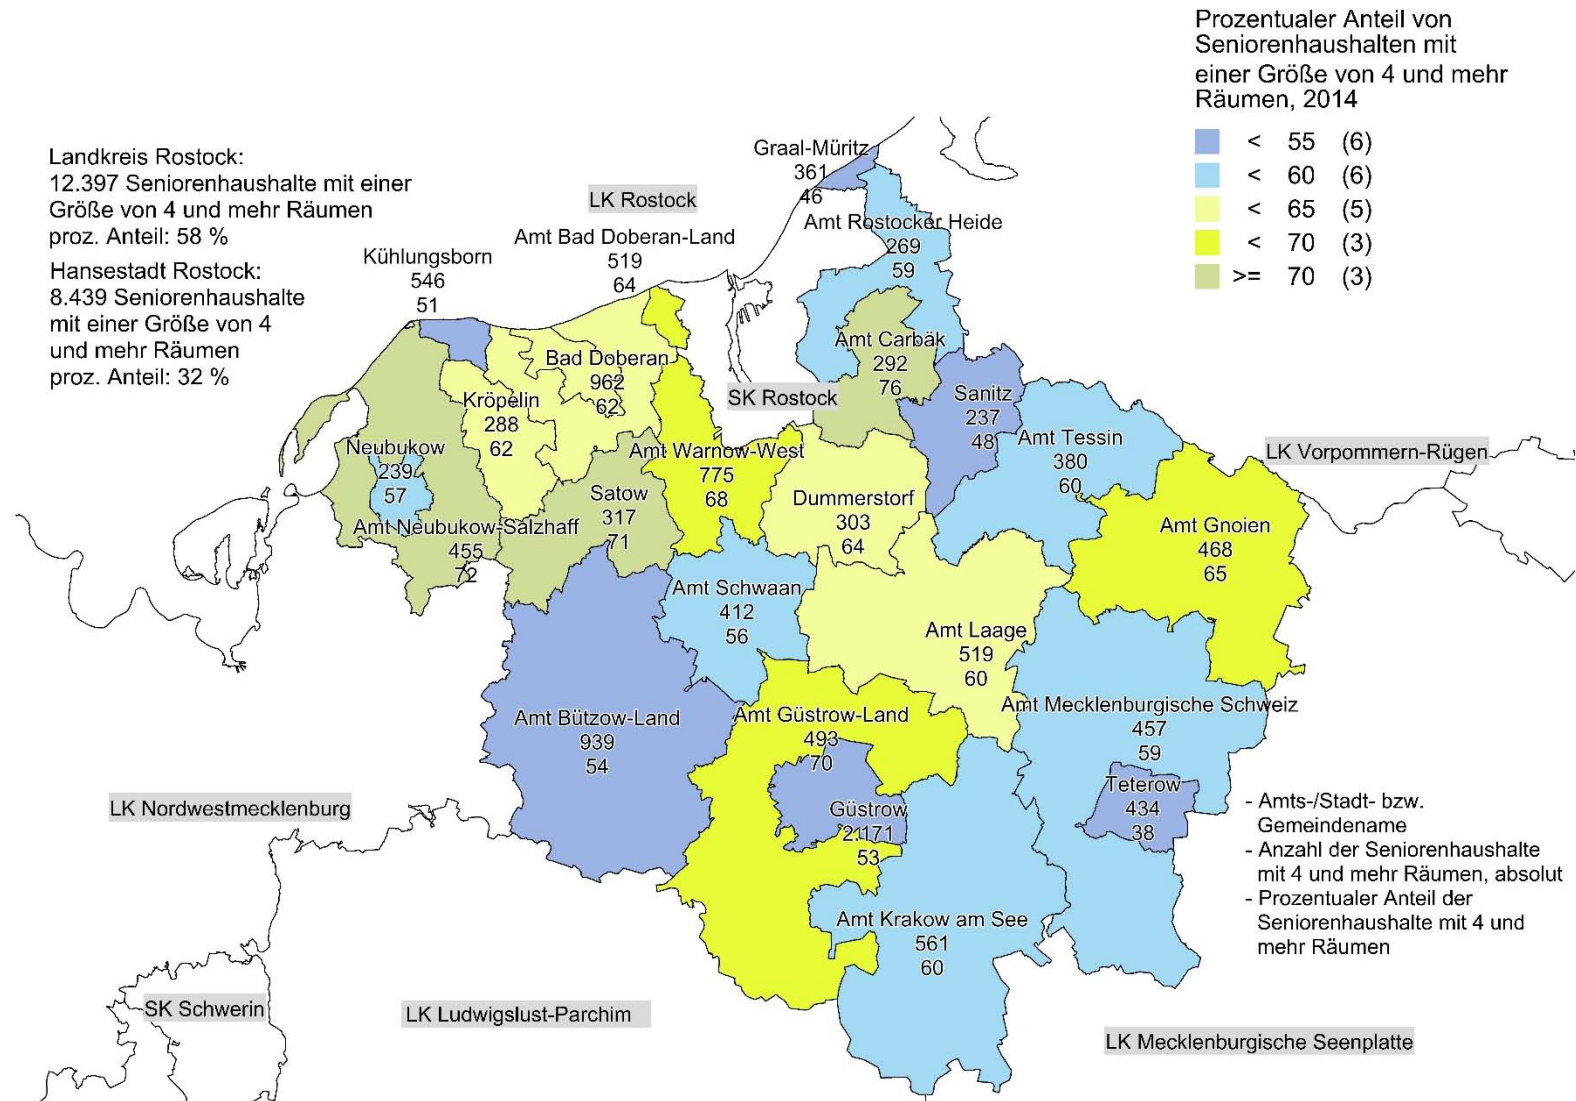 Prozentualer Anteil von
Seniorenhaushalten mit
einer Größe von 4 und mehr
Räumen, 2014
< 55 (6)
< 60 (6)
< 65 (5)
< 70 (3)
>= 70 (3)
Landkreis Rostock:
12.397 Seniorenhaushalte mit einer
Größe von 4 und mehr Räumen
proz. Anteil: 58 %
Hansestadt Rostock:
8.439 Seniorenhaushalte
mit einer Größe von 4
und mehr Räumen
proz. Anteil: 32 %
Graal-Müritz
361
46
LK Rostock
Amt Rostocker Heide
269
59
Amt Bad Doberan-Land
519
64
Kühlungsborn
546
51
Amt Carbäk
292
76
Bad Doberan
962
62
SK Rostock
Sanitz
237
48
Kröpelin
288
62
Amt Tessin
380
60
LK Vorpommern-Rügen
Neubukow
239
57
Amt Warnow-West
775
68
Satow
317
71
Dummerstorf
303
64
Amt Neubukow-Salzhaff
455
72
Amt Gnoien
468
65
Amt Schwaan
412
56
Amt Laage
519
60
Amt Mecklenburgische Schweiz
457
59
Amt Bützow-Land
939
54
Amt Güstrow-Land
493
70
Teterow
434
38
Güstrow
2.171
53
LK Nordwestmecklenburg
- Amts-/Stadt- bzw.
Gemeindename
- Anzahl der Seniorenhaushalte
mit 4 und mehr Räumen, absolut
- Prozentualer Anteil der
Seniorenhaushalte mit 4 und
mehr Räumen
Amt Krakow am See
561
60
SK Schwerin
LK Ludwigslust-Parchim
LK Mecklenburgische Seenplatte